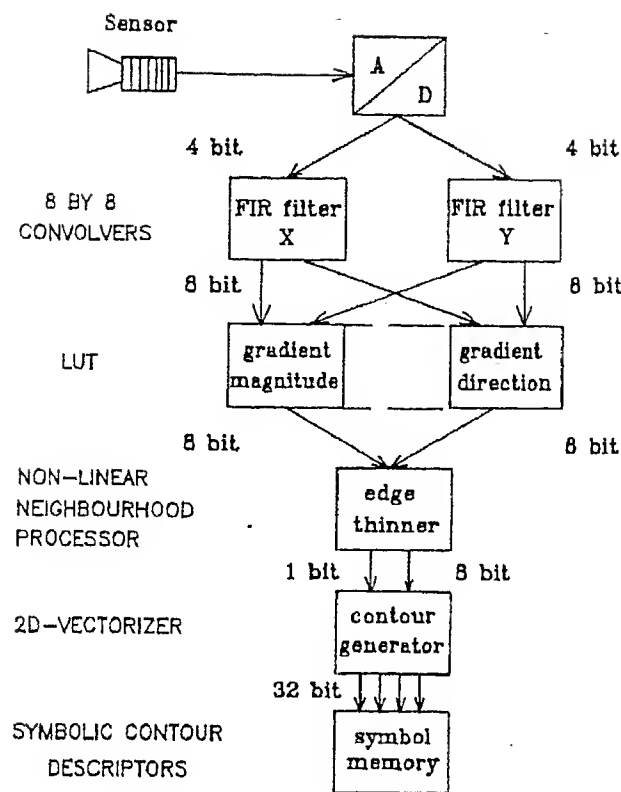 Sensor
A
D
4 bit
4 bit
8 BY 8
CONVOLVERS
FIR filter
X
FIR filter
Y
8 bit
8 bit
LUT
gradient
magnitude
gradient
direction
8 bit
8 bit
NON-LINEAR
NEIGHBOURHOOD
PROCESSOR
edge
thinner
1 bit
8 bit
2D-VECTORIZER
contour
generator
32 bit
SYMBOLIC CONTOUR
DESCRIPTORS
symbol
memory